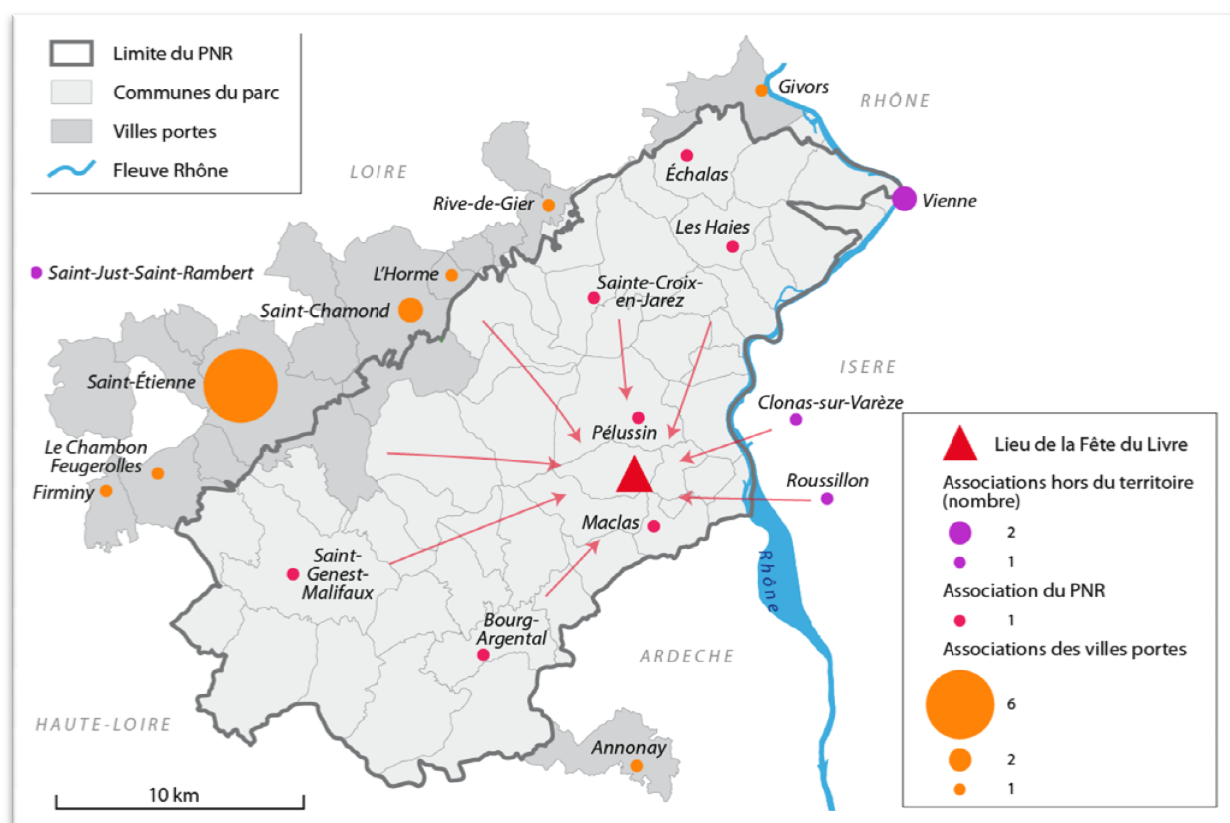 Limite du PNR
Communes du parc
Villes portes
Fleuve Rhône
Givors
RHÔNE
LOIRE
Échalas
Rive-de-Gier
Vienne
Les Haies
Saint-Just-Saint-Rambert
L'Horme
Sainte-Croix-
en-Jarez
Saint-Chamond
ISERE
Saint-Étienne
Clonas-sur-Varèze
Pélussin
Le Chambon
Feugerolles
Firminy
Roussillon
Maclas
Saint-
Genest-
Malifaux
Rhône
Bourg-
Argental
ARDECHE
HAUTE-LOIRE
Annonay
10 km
Lieu de la Fête du Livre
Associations hors du territoire
(nombre)
2
1
Association du PNR
1
Associations des villes portes
6
2
1